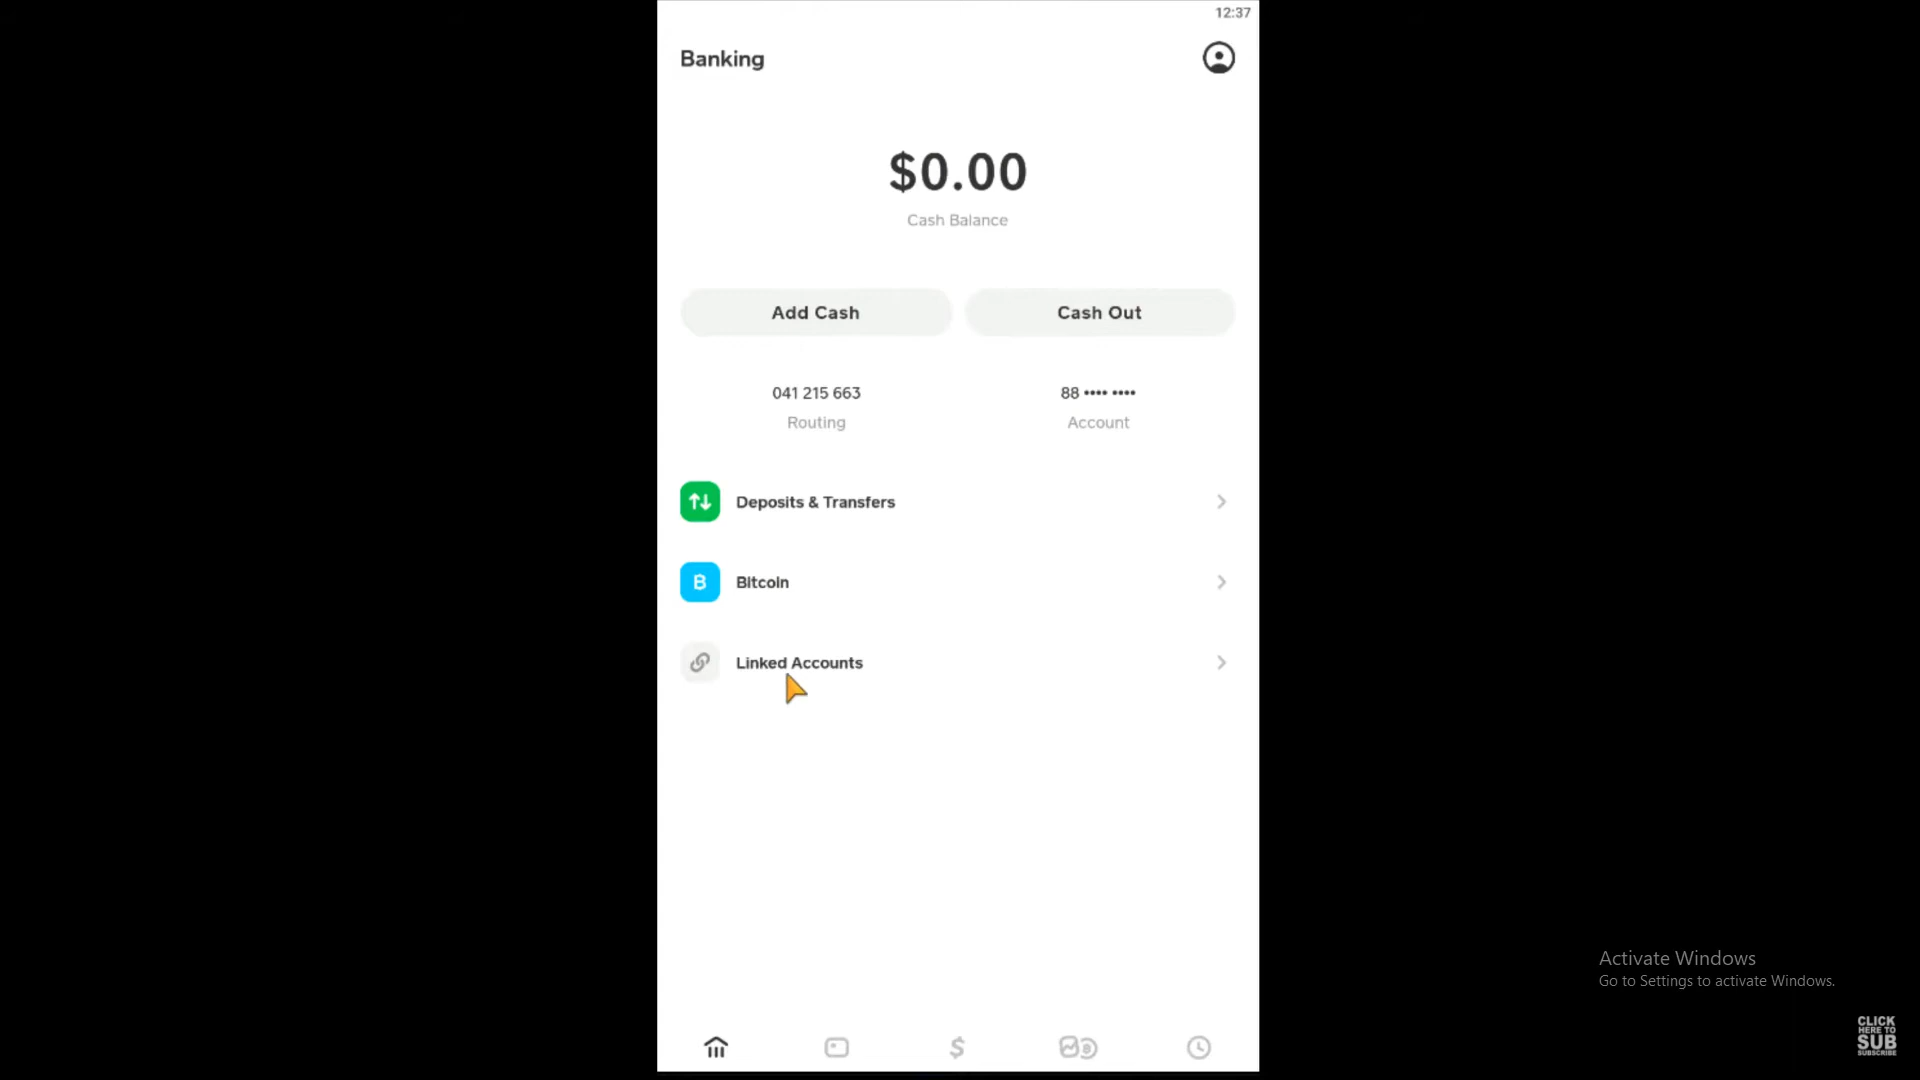 12:37
Banking
$0.00
Cash Balance
Add Cash
Cash Out
041 215 663
88 •••• ••••
Routing
Account
Deposits & Transfers
Bitcoin
Linked Accounts
Activate Windows
Go to Settings to activate Windows.
CLICK
HERE TO
SUB
SUBSCRIBE